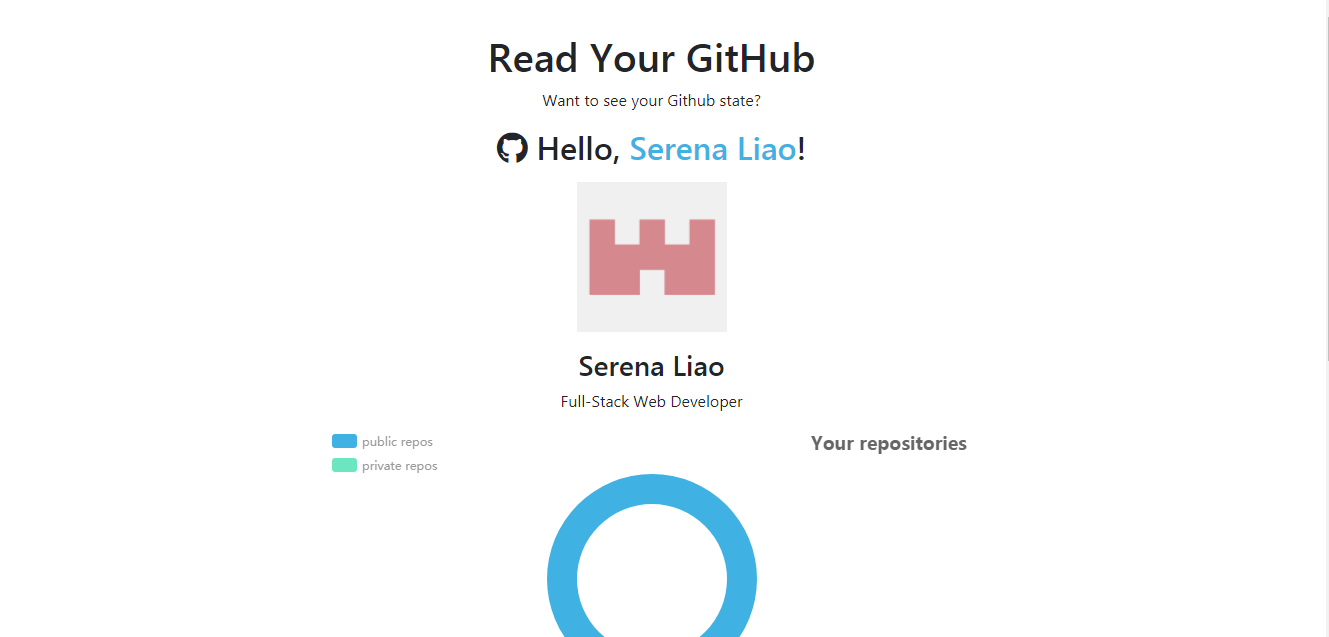 Read Your GitHub
Want to see your Github state?
Hello, Serena Liao!
Serena Liao
Full-Stack Web Developer
public repos
private repos
Your repositories